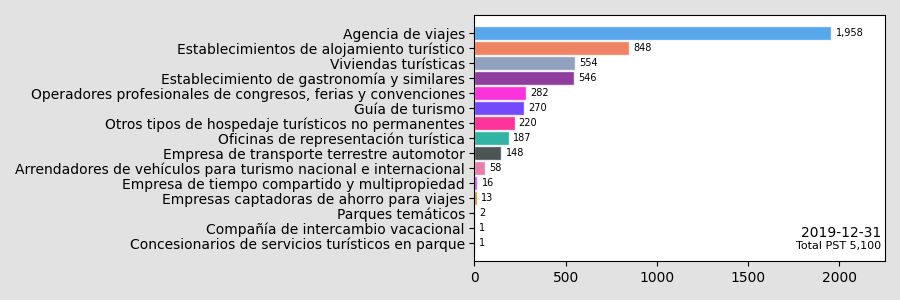 Agencia de viajes 1,958
Establecimientos de alojamiento turístico 848
Viviendas turísticas 554
Establecimiento de gastronomía y similares 546
Operadores profesionales de congresos, ferias y convenciones 282
Guía de turismo 270
Otros tipos de hospedaje turísticos no permanentes 220
Oficinas de representación turística 187
Empresa de transporte terrestre automotor 148
Arrendadores de vehículos para turismo nacional e internacional 58
Empresa de tiempo compartido y multipropiedad 16
Empresas captadoras de ahorro para viajes 13
Parques temáticos 2
Compañía de intercambio vacacional 1
Concesionarios de servicios turísticos en parque 1
2019-12-31
Total PST 5,100
0 500 1000 1500 2000